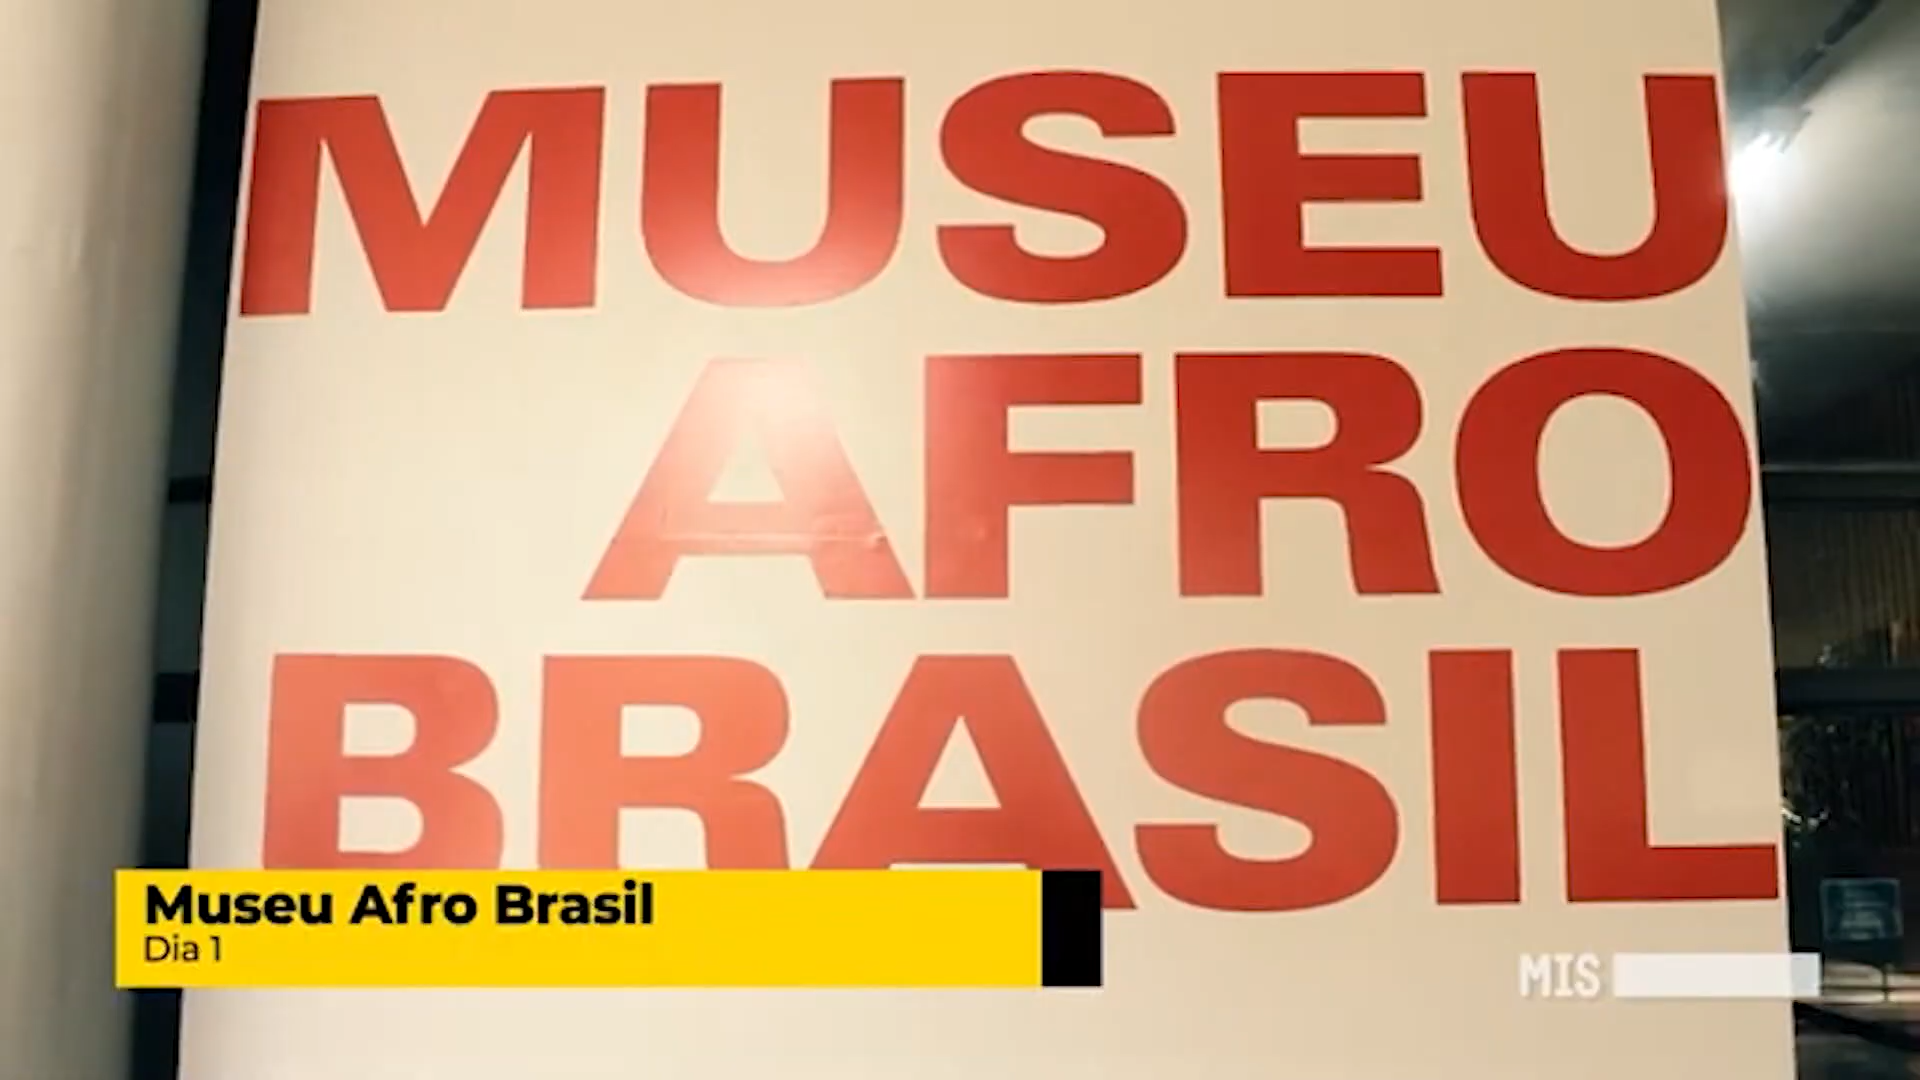 MUSEU
AFRO
BRASIL
Museu Afro Brasil
Dia 1
MIS